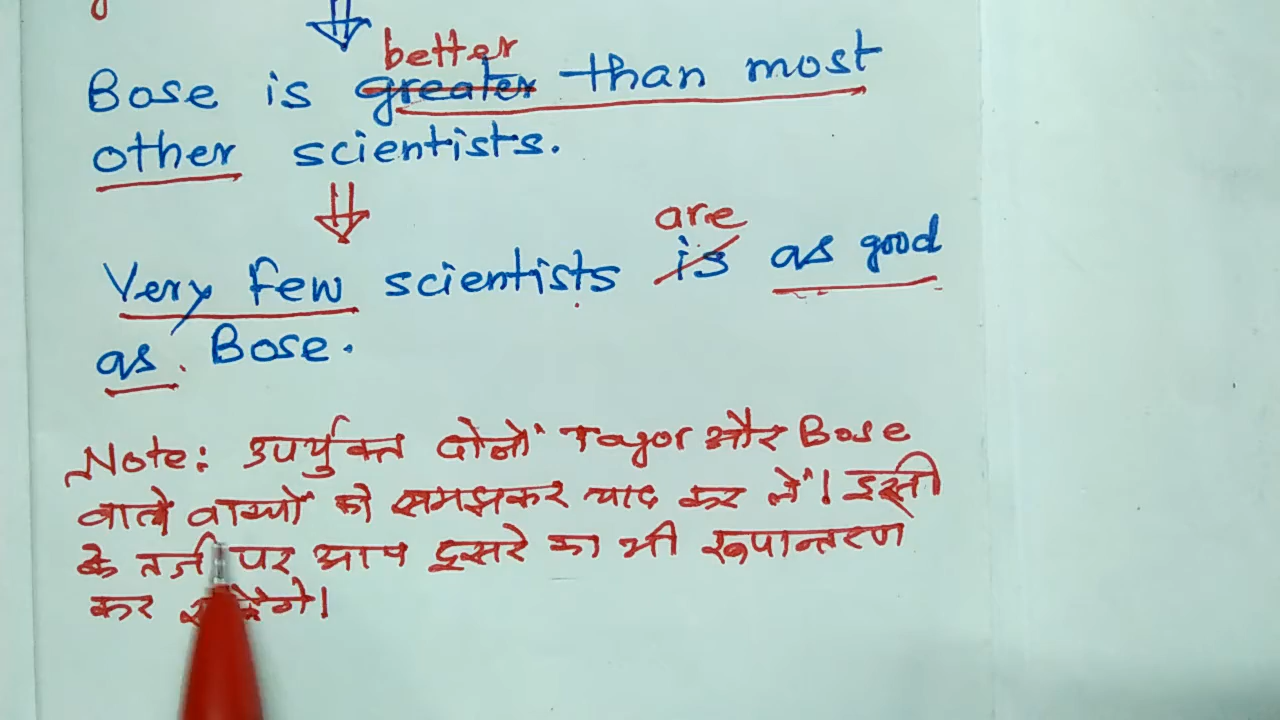 better
Bose is greater than most
other scientists.
are
Very few scientists is as good
as Bose.
Note: उपर्युक्त दोनों Tagor और Bose
वाले वाक्यों को समझकर याद कर लें। इसी
के तर्ज पर आप दूसरे का भी रूपान्तरण
कर